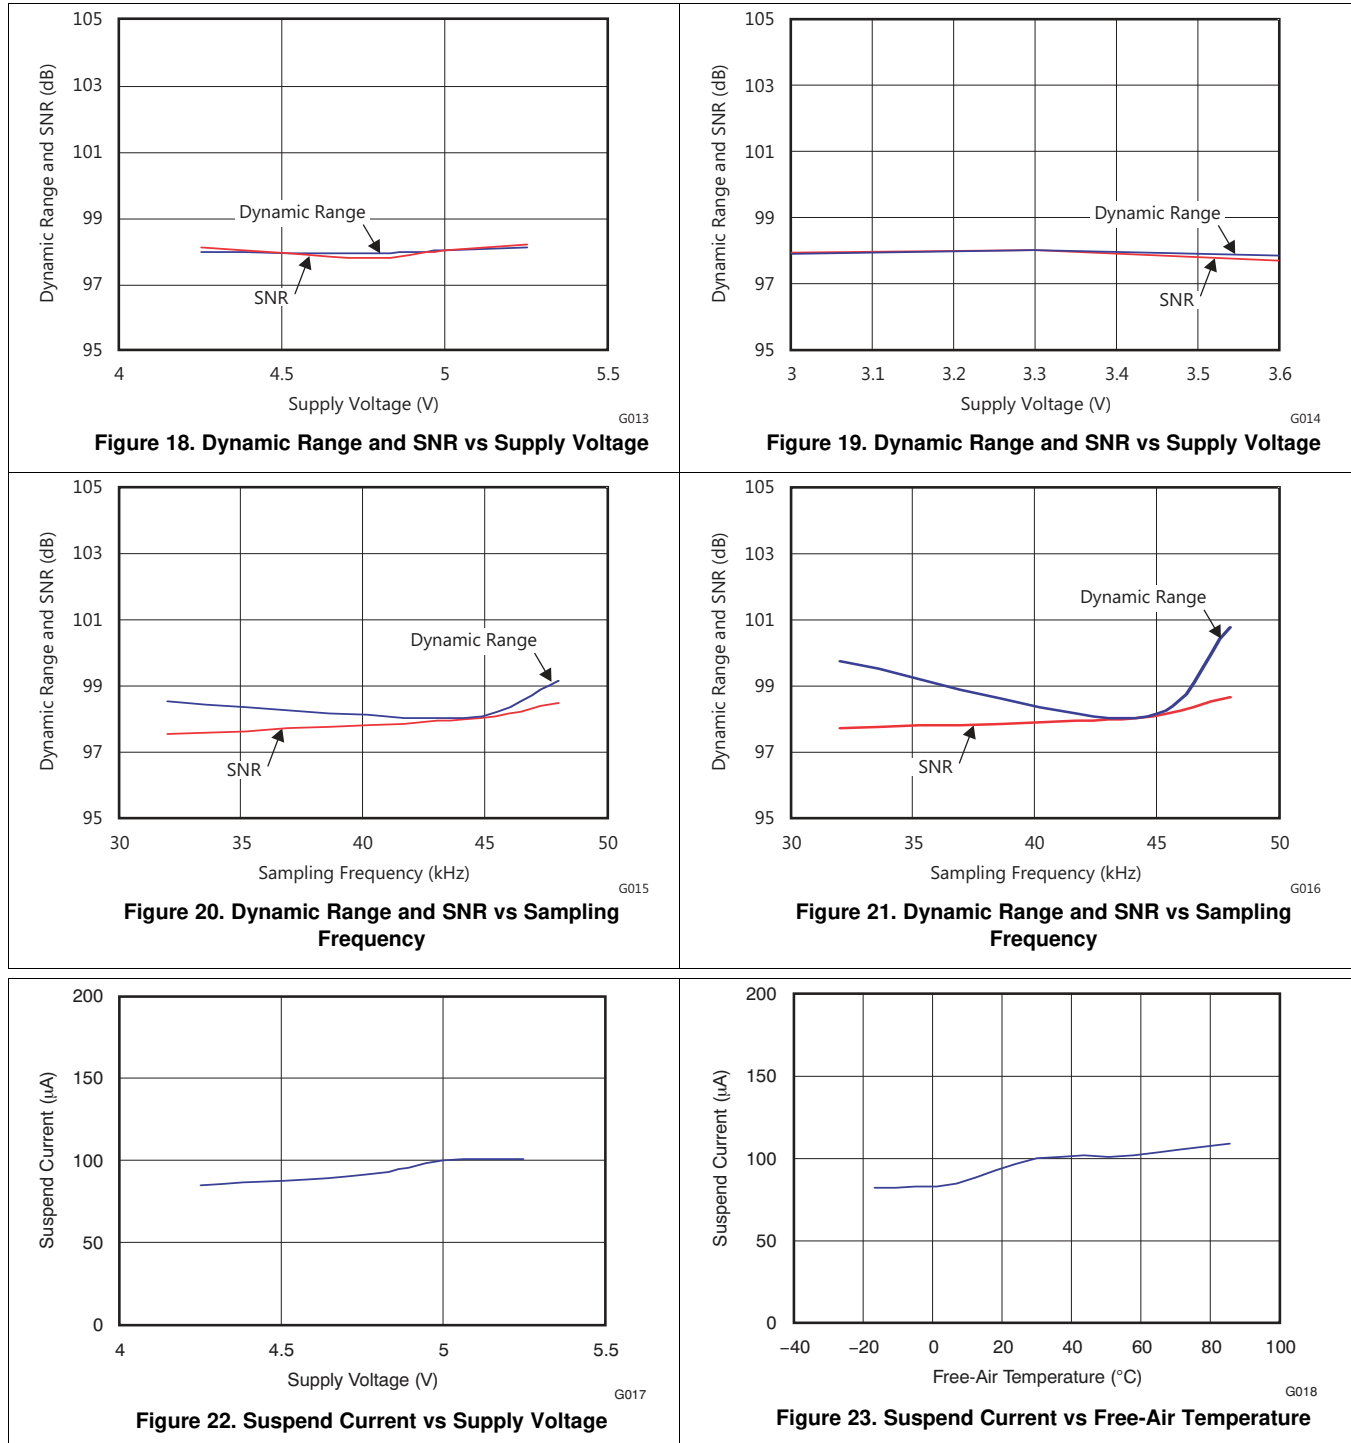 105
103
101
99
97
95
Dynamic Range and SNR (dB)
Dynamic Range
SNR
4 4.5 5 5.5
Supply Voltage (V)
G013
Figure 18. Dynamic Range and SNR vs Supply Voltage
105
103
101
99
97
95
Dynamic Range and SNR (dB)
Dynamic Range
SNR
3 3.1 3.2 3.3 3.4 3.5 3.6
Supply Voltage (V)
G014
Figure 19. Dynamic Range and SNR vs Supply Voltage
105
103
101
99
97
95
Dynamic Range and SNR (dB)
Dynamic Range
SNR
30 35 40 45 50
Sampling Frequency (kHz)
G015
Figure 20. Dynamic Range and SNR vs Sampling
Frequency
105
103
101
99
97
95
Dynamic Range and SNR (dB)
Dynamic Range
SNR
30 35 40 45 50
Sampling Frequency (kHz)
G016
Figure 21. Dynamic Range and SNR vs Sampling
Frequency
200
150
100
50
0
Suspend Current (µA)
4 4.5 5 5.5
Supply Voltage (V)
G017
Figure 22. Suspend Current vs Supply Voltage
200
150
100
50
0
Suspend Current (µA)
−40 −20 0 20 40 60 80 100
Free-Air Temperature (°C)
G018
Figure 23. Suspend Current vs Free-Air Temperature